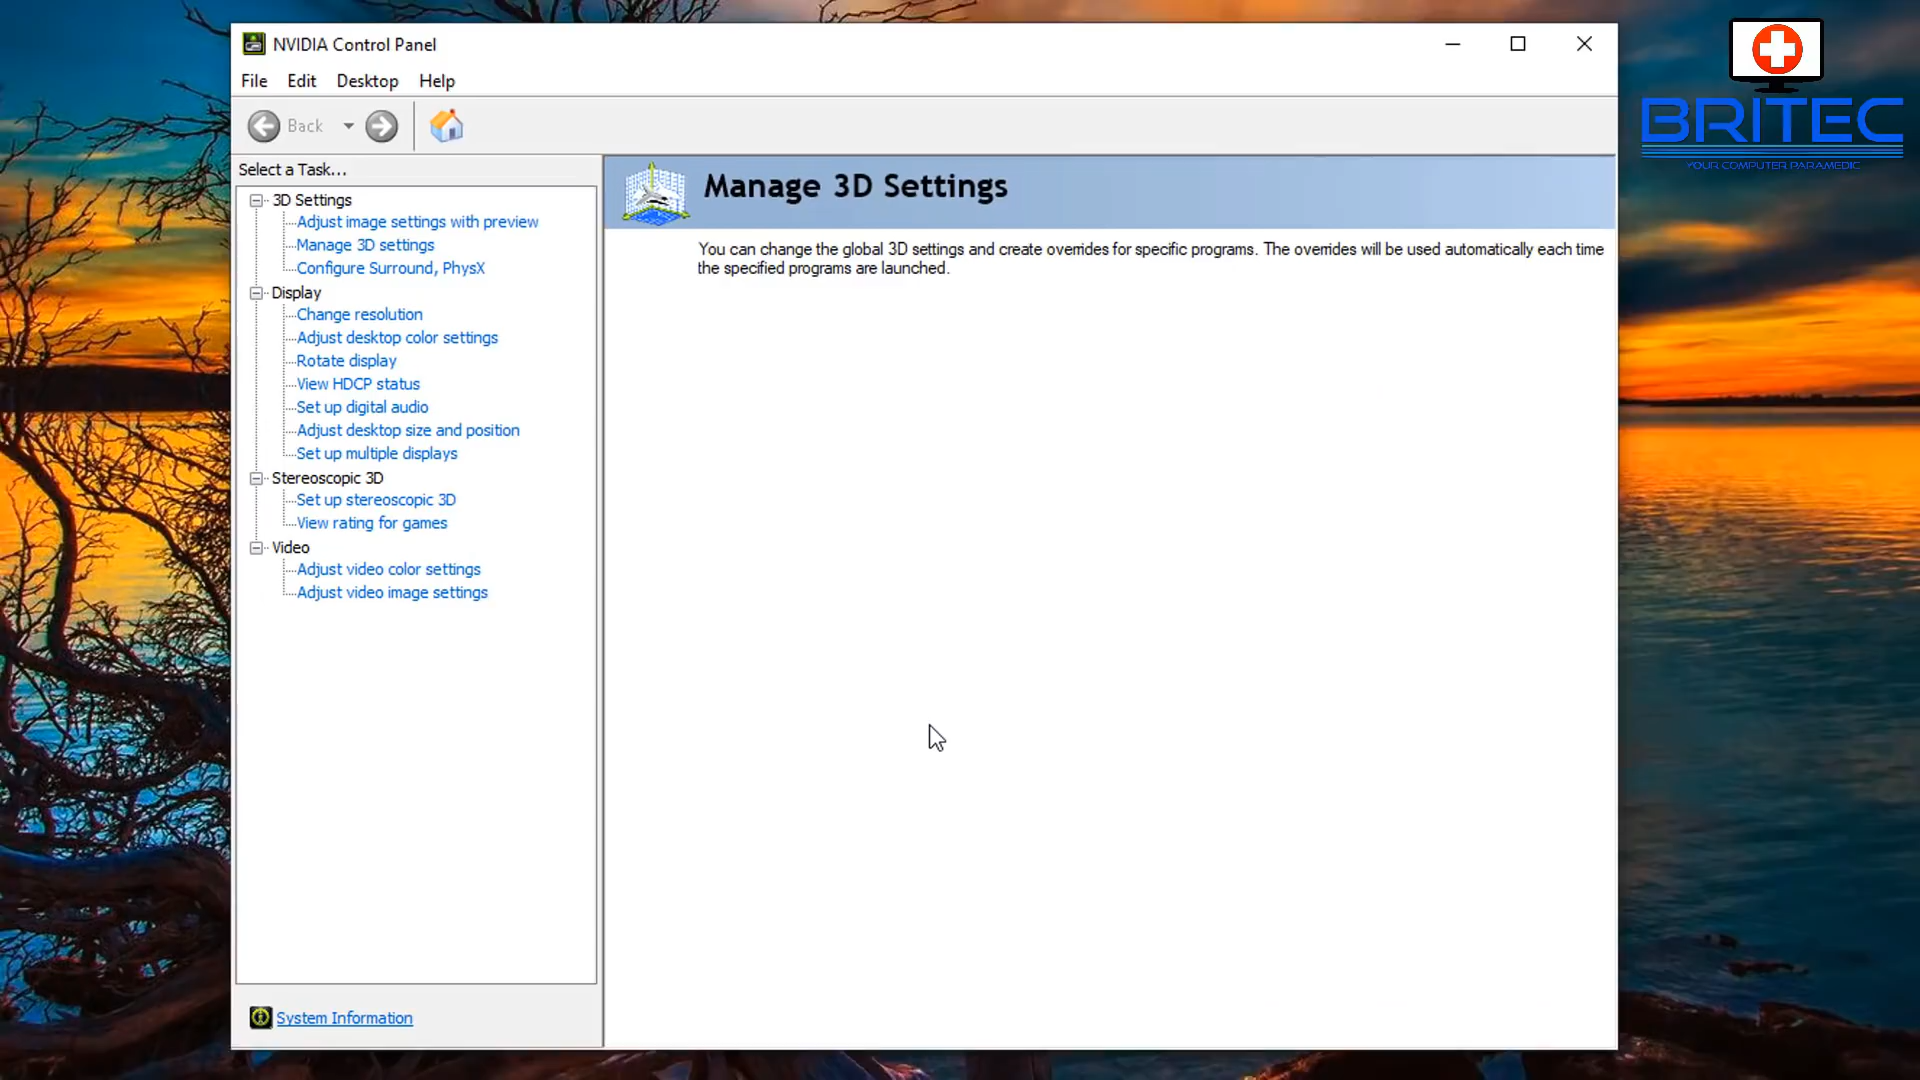 NVIDIA Control Panel
File Edit Desktop Help
Back
Select a Task...
3D Settings
Adjust image settings with preview
Manage 3D settings
Configure Surround, PhysX
Display
Change resolution
Adjust desktop color settings
Rotate display
View HDCP status
Set up digital audio
Adjust desktop size and position
Set up multiple displays
Stereoscopic 3D
Set up stereoscopic 3D
View rating for games
Video
Adjust video color settings
Adjust video image settings
System Information
Manage 3D Settings
You can change the global 3D settings and create overrides for specific programs. The overrides will be used automatically each time
the specified programs are launched.
BRITEC
YOUR COMPUTER PARAMEDIC